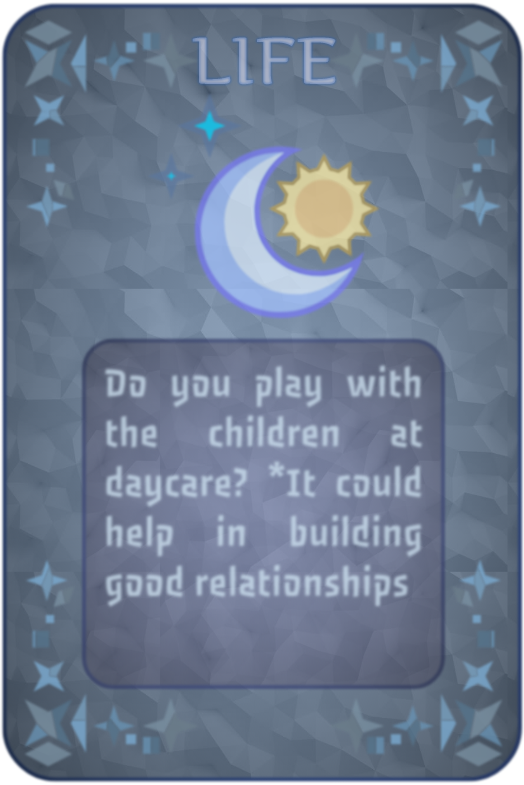 LIFE
Do you play with
the children at
daycare? *It could
help in building
good relationships